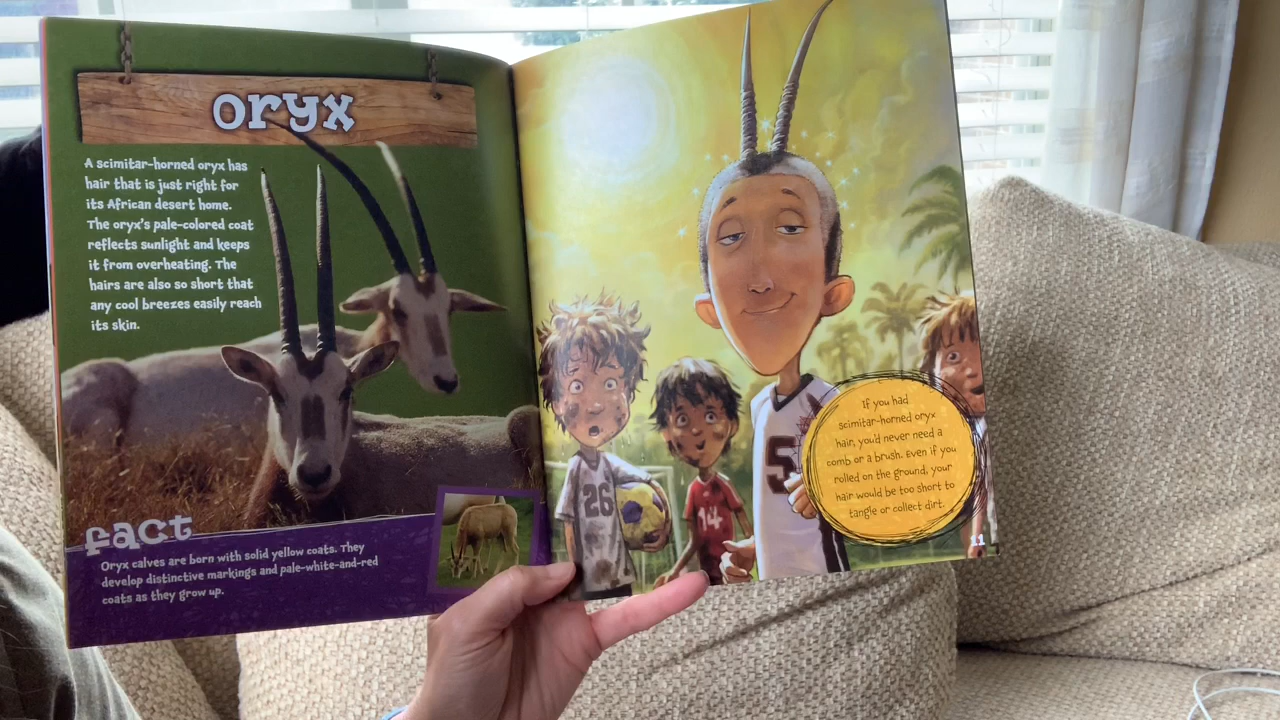 oryx
A scimitar-horned oryx has
hair that is just right for
its African desert home.
The oryx's pale-colored coat
reflects sunlight and keeps
it from overheating. The
hairs are also so short that
any cool breezes easily reach
its skin.
fact
Oryx calves are born with solid yellow coats. They
develop distinctive markings and pale-white-and-red
coats as they grow up.
26
14
5
If you had
scimitar-horned oryx
hair, you'd never need a
comb or a brush. Even if you
rolled on the ground, your
hair would be too short to
tangle or collect dirt.
11